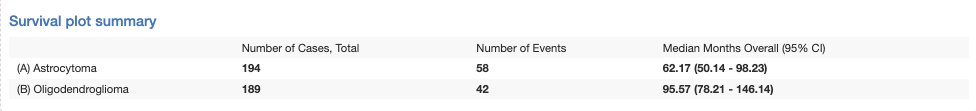 Survival plot summary
Number of Cases, Total Number of Events Median Months Overall (95% CI)
(A) Astrocytoma 194 58 62.17 (50.14 - 98.23)
(B) Oligodendroglioma 189 42 95.57 (78.21 - 146.14)